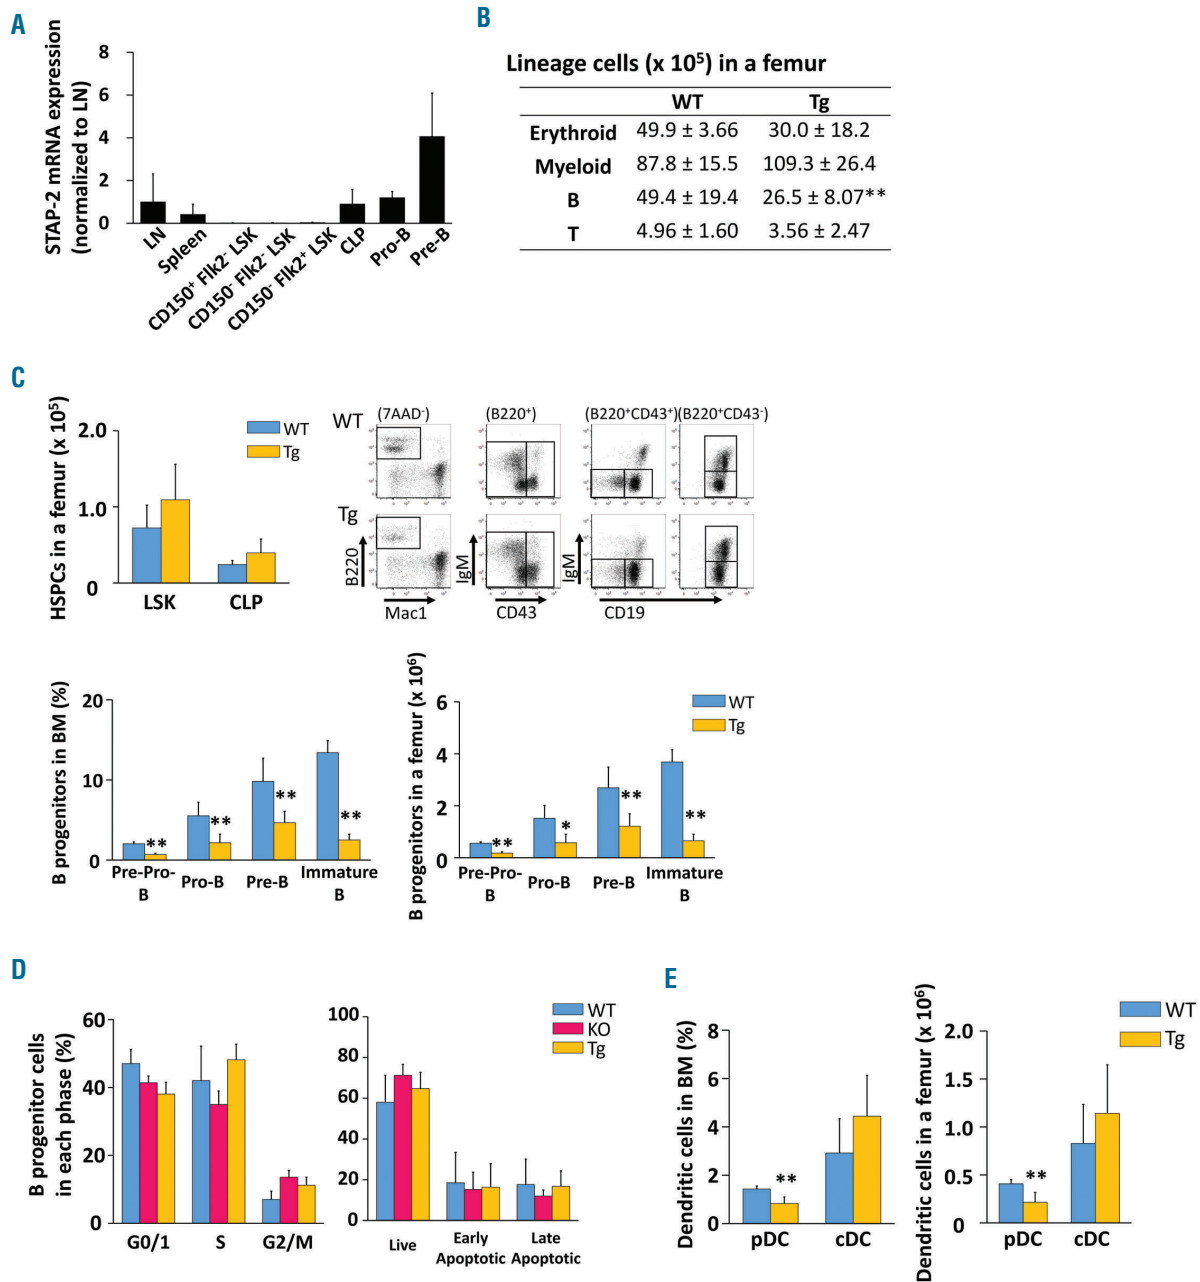 A
STAP-2 mRNA expression
(normalized to LN)
8
6
4
2
0
LN
Spleen
CD150⁺ Flk2⁻ LSK
CD150⁻ Flk2⁻ LSK
CD150⁻ Flk2⁺ LSK
CLP
Pro-B
Pre-B
B
Lineage cells (x 10⁵) in a femur
WT Tg
Erythroid 49.9 ± 3.66 30.0 ± 18.2
Myeloid 87.8 ± 15.5 109.3 ± 26.4
B 49.4 ± 19.4 26.5 ± 8.07**
T 4.96 ± 1.60 3.56 ± 2.47
C
HSPCs in a femur (x 10⁵)
2.0
1.0
0
WT
Tg
LSK CLP
WT
(7AAD⁻) (B220⁺) (B220⁺CD43⁺)(B220⁺CD43⁻)
Tg
B220
Mac1
IgM
CD43
IgM
CD19
B progenitors in BM (%)
20
10
0
** ** ** **
Pre-Pro-
B
Pro-B
Pre-B
Immature
B
B progenitors in a femur (x 10⁶)
6
4
2
0
WT
Tg
** * ** **
Pre-Pro-
B
Pro-B
Pre-B
Immature
B
D
B progenitor cells
in each phase (%)
60
40
20
0
G0/1 S G2/M
100
80
60
40
20
0
WT
KO
Tg
Live
Early
Apoptotic
Late
Apoptotic
E
Dendritic cells in BM (%)
8
6
4
2
0
**
pDC cDC
Dendritic cells in a femur (x 10⁶)
2.0
1.5
1.0
0.5
0
WT
Tg
**
pDC cDC